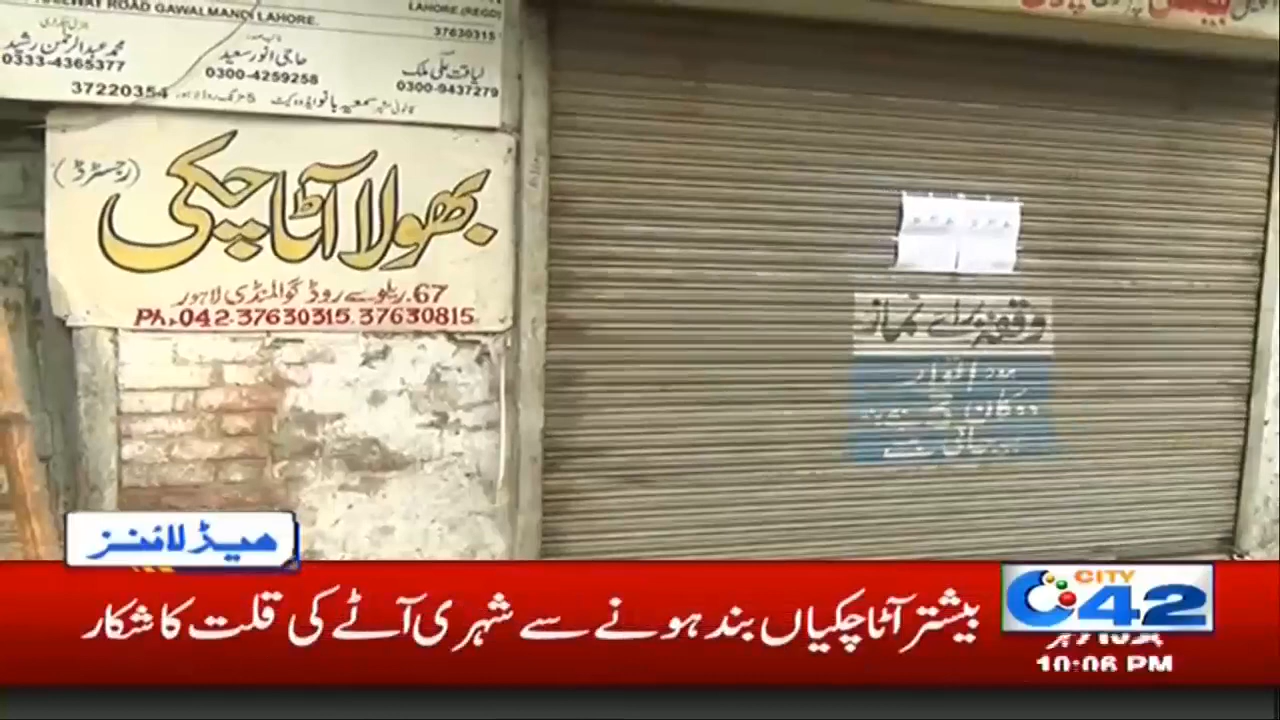 RAILWAY ROAD GAWALMANDI LAHORE.
LAHORE.(REGD)
37630315
محمد عبدالرحمن رشید
0333-4365377
حاجی انور سعید
0300-4259258
لیاقت علی ملک
0300-9437279
37220354
بھولا آٹا چکی (رجسٹرڈ)
67۔ریلوے روڈ گوالمنڈی لاہور
Ph.042-37630315, 37630815
وقفہ برائے نماز
ہیڈلائنز
بیشتر آٹا چکیاں بند ہونے سے شہری آٹے کی قلت کا شکار
CITY
42
10:06 PM